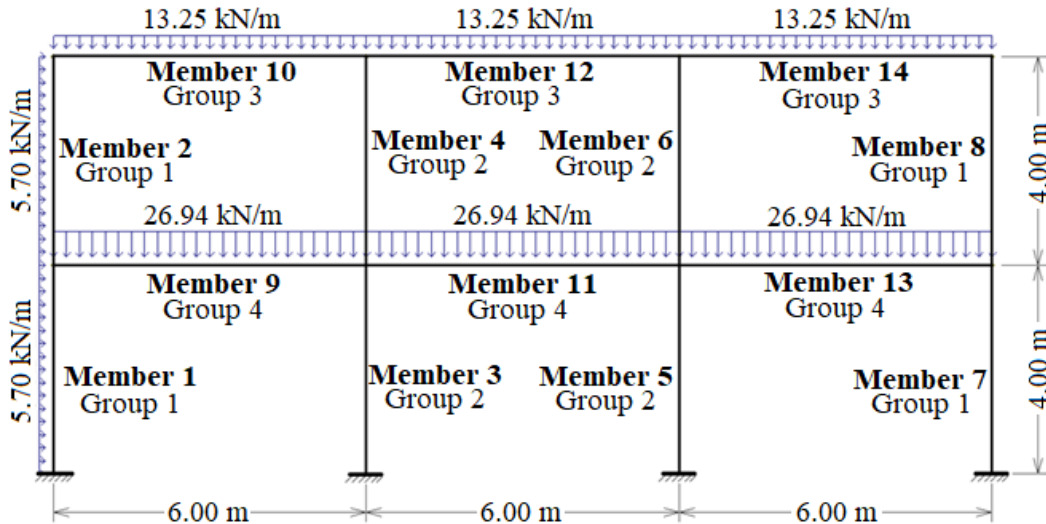 13.25 kN/m 13.25 kN/m 13.25 kN/m
Member 10 Member 12 Member 14
Group 3 Group 3 Group 3
5.70 kN/m
Member 2 Member 4 Member 6 Member 8
Group 1 Group 2 Group 2 Group 1
4.00 m
26.94 kN/m 26.94 kN/m 26.94 kN/m
Member 9 Member 11 Member 13
Group 4 Group 4 Group 4
5.70 kN/m
Member 1 Member 3 Member 5 Member 7
Group 1 Group 2 Group 2 Group 1
4.00 m
6.00 m 6.00 m 6.00 m